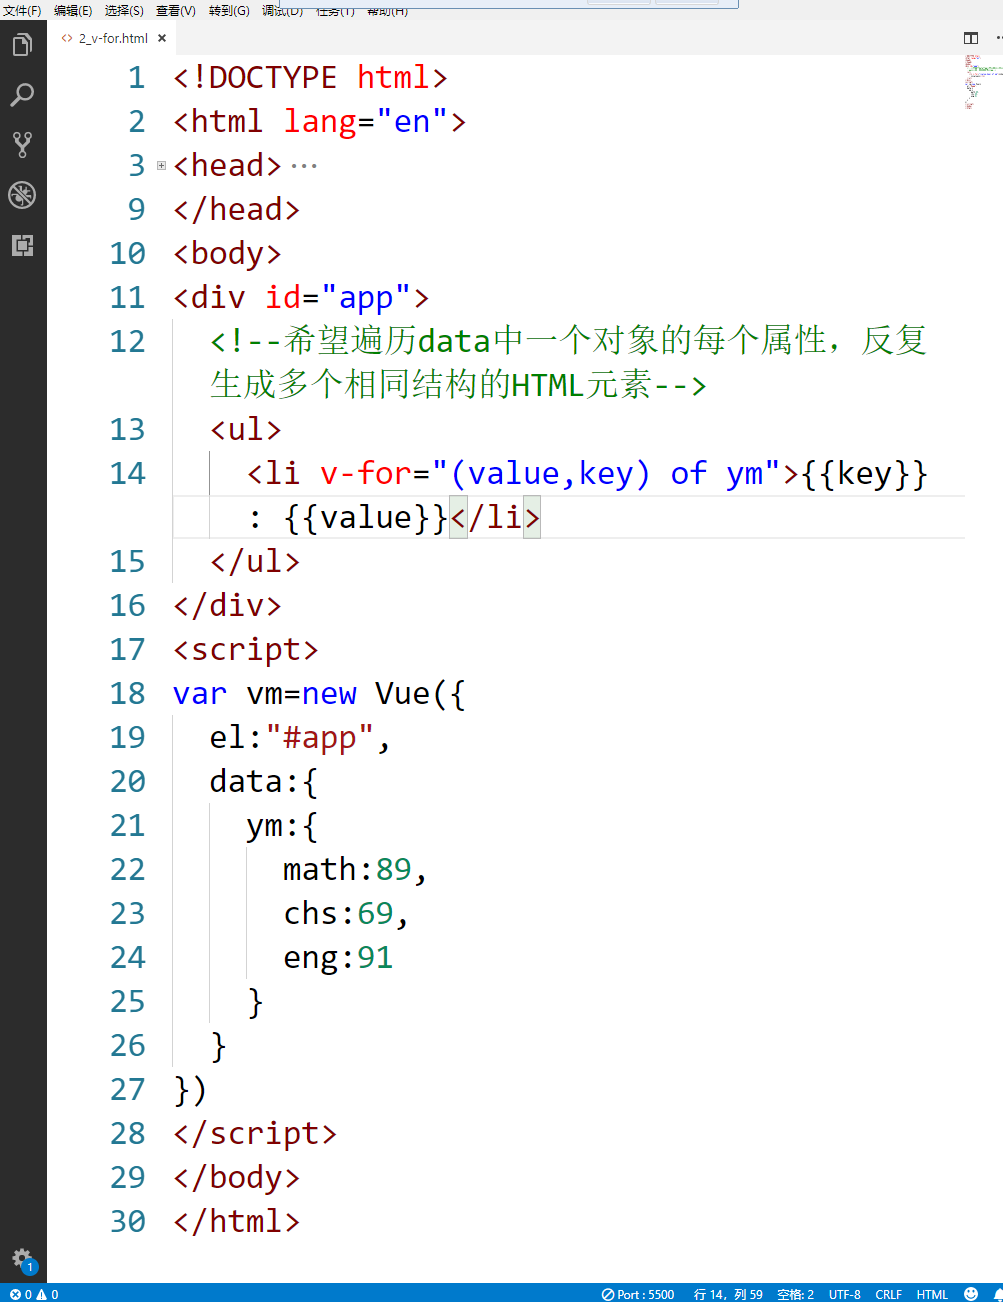 文件(F) 编辑(E) 选择(S) 查看(V) 转到(G) 调试(D) 任务(T) 帮助(H)
<> 2_v-for.html ×
1 <!DOCTYPE html>
2 <html lang="en">
3 <head>···
9 </head>
10 <body>
11 <div id="app">
12 <!--希望遍历data中一个对象的每个属性，反复
生成多个相同结构的HTML元素-->
13 <ul>
14 <li v-for="(value,key) of ym">{{key}}
: {{value}}</li>
15 </ul>
16 </div>
17 <script>
18 var vm=new Vue({
19 el:"#app",
20 data:{
21 ym:{
22 math:89,
23 chs:69,
24 eng:91
25 }
26 }
27 })
28 </script>
29 </body>
30 </html>
1
0 0 Port : 5500 行 14，列 59 空格: 2 UTF-8 CRLF HTML